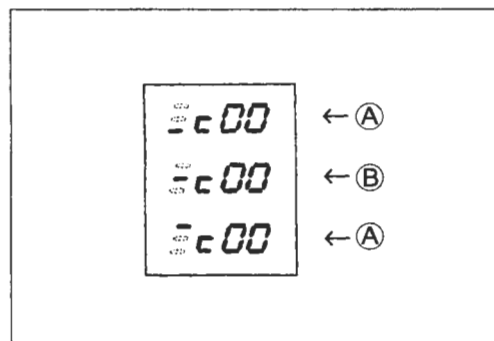 _ c00 ← Ⓐ
- c00 ← Ⓑ
¯ c00 ← Ⓐ